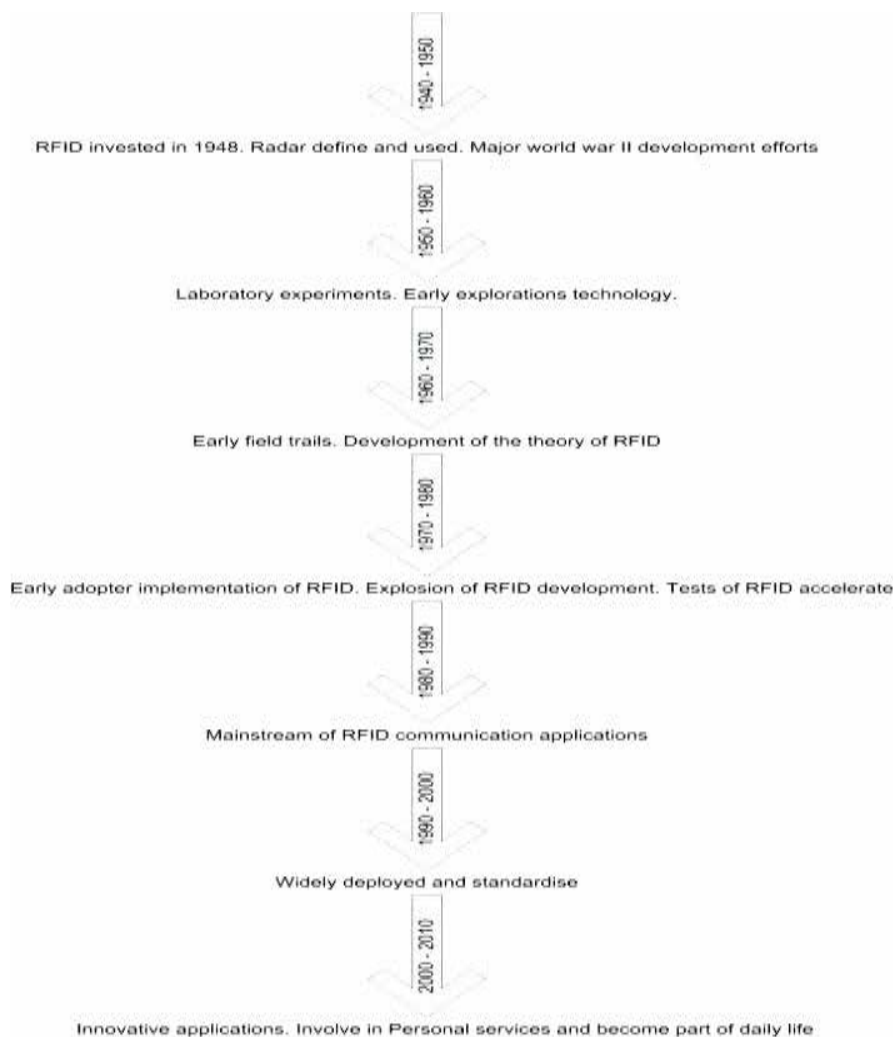 1940 - 1950
RFID invested in 1948. Radar define and used. Major world war II development efforts
1950 - 1960
Laboratory experiments. Early explorations technology.
1960 - 1970
Early field trails. Development of the theory of RFID
1970 - 1980
Early adopter implementation of RFID. Explosion of RFID development. Tests of RFID accelerate
1980 - 1990
Mainstream of RFID communication applications
1990 - 2000
Widely deployed and standardise
2000 - 2010
Innovative applications. Involve in Personal services and become part of daily life